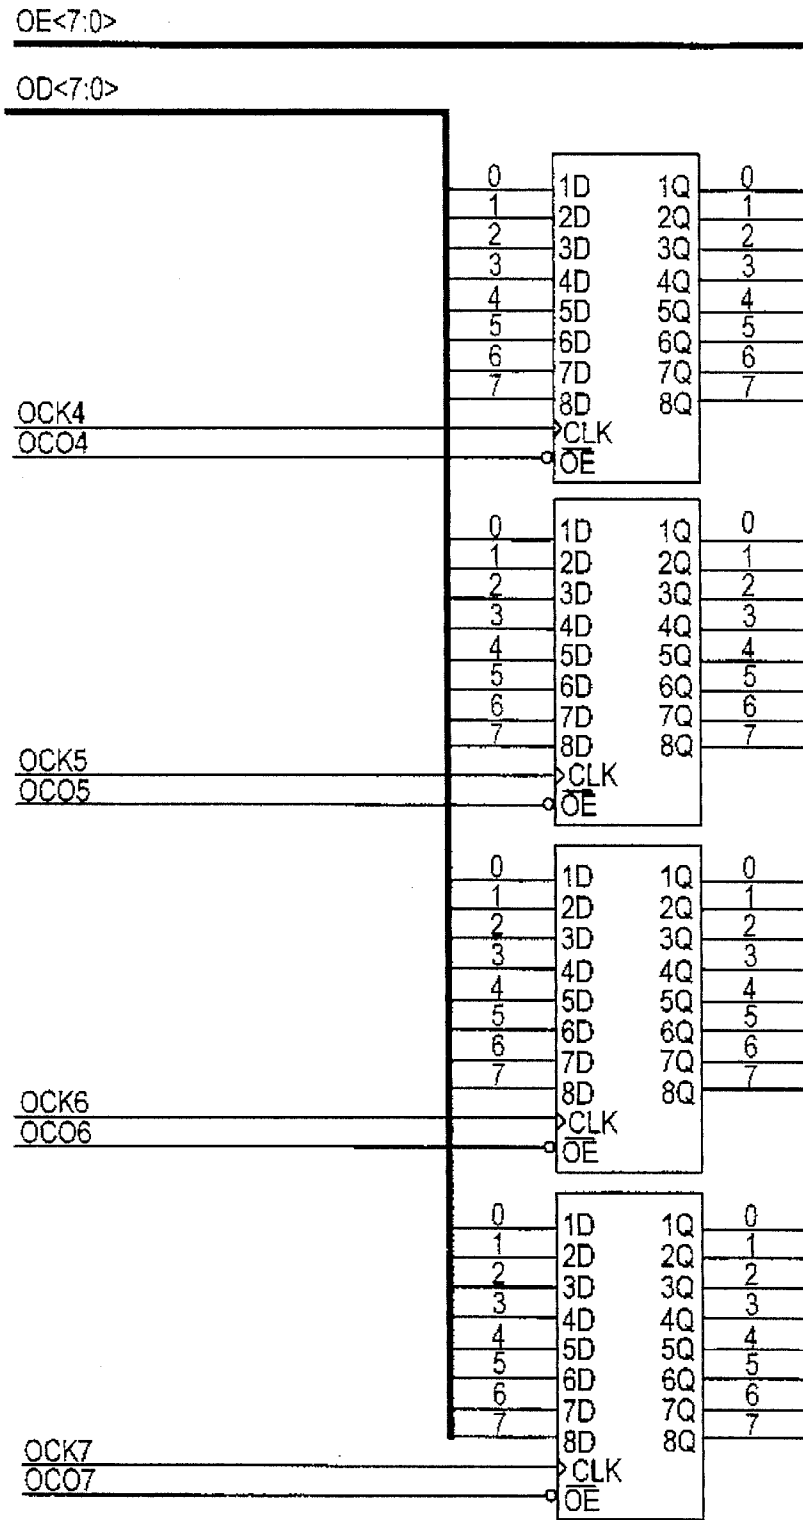 OE<7:0>
OD<7:0>
0 1D 1Q 0
1 2D 2Q 1
2 3D 3Q 2
3 4D 4Q 3
4 5D 5Q 4
5 6D 6Q 5
6 7D 7Q 6
7 8D 8Q 7
OCK4 CLK
OCO4 OE
0 1D 1Q 0
1 2D 2Q 1
2 3D 3Q 2
3 4D 4Q 3
4 5D 5Q 4
5 6D 6Q 5
6 7D 7Q 6
7 8D 8Q 7
OCK5 CLK
OCO5 OE
0 1D 1Q 0
1 2D 2Q 1
2 3D 3Q 2
3 4D 4Q 3
4 5D 5Q 4
5 6D 6Q 5
6 7D 7Q 6
7 8D 8Q 7
OCK6 CLK
OCO6 OE
0 1D 1Q 0
1 2D 2Q 1
2 3D 3Q 2
3 4D 4Q 3
4 5D 5Q 4
5 6D 6Q 5
6 7D 7Q 6
7 8D 8Q 7
OCK7 CLK
OCO7 OE